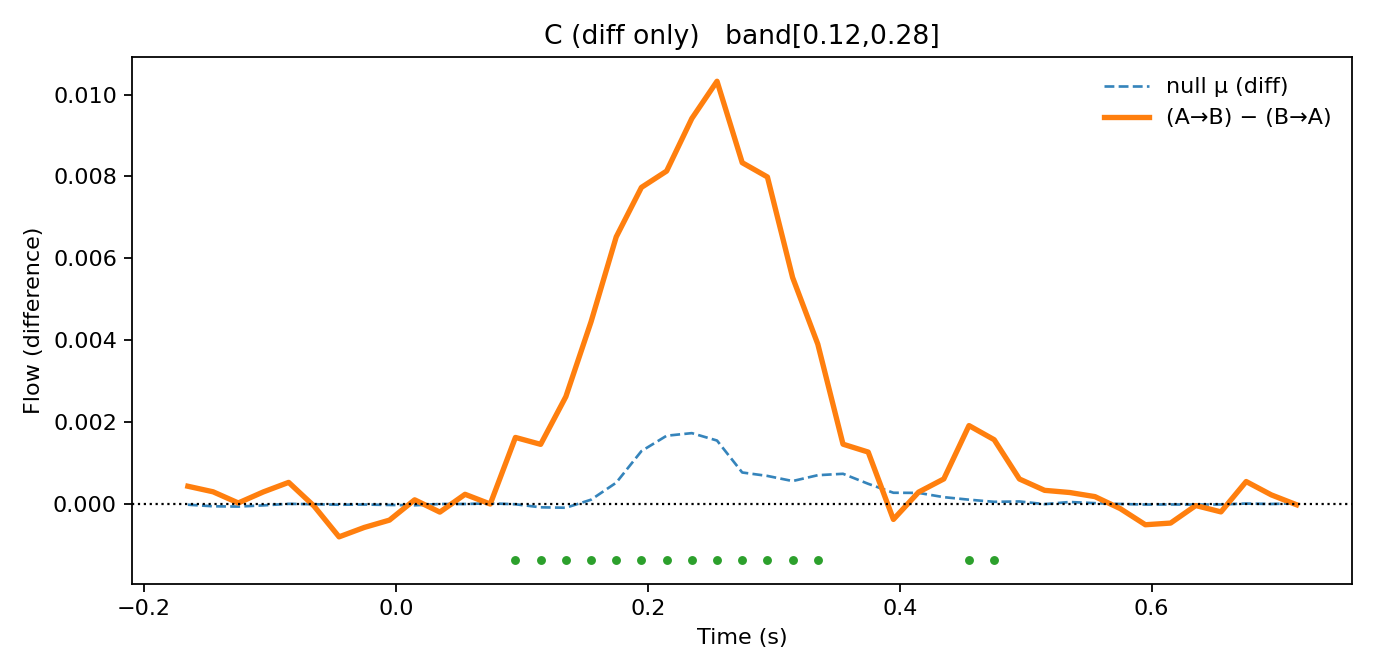 C (diff only)   band[0.12,0.28]
null μ (diff)
(A→B) − (B→A)
Flow (difference)
0.010
0.008
0.006
0.004
0.002
0.000
−0.2
0.0
0.2
0.4
0.6
Time (s)